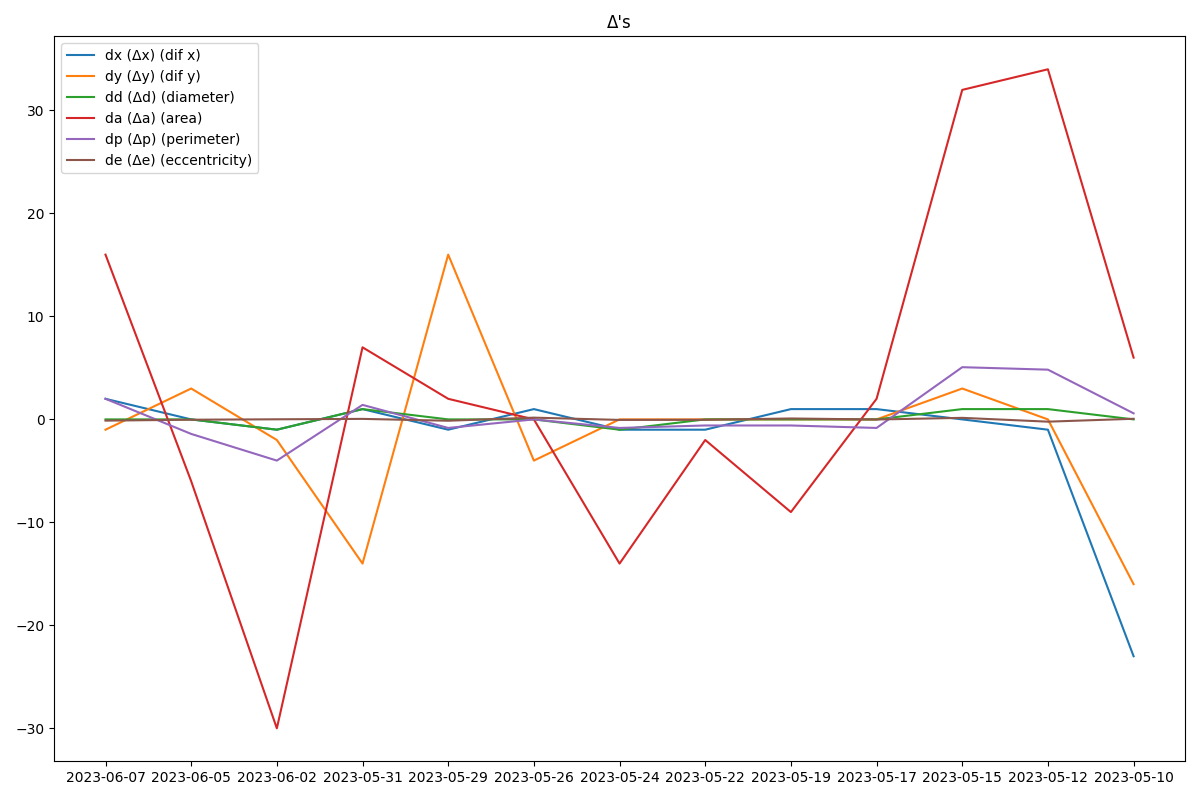 Δ's
dx (Δx) (dif x)
dy (Δy) (dif y)
dd (Δd) (diameter)
da (Δa) (area)
dp (Δp) (perimeter)
de (Δe) (eccentricity)
30
20
10
0
−10
−20
−30
2023-06-07 2023-06-05 2023-06-02 2023-05-31 2023-05-29 2023-05-26 2023-05-24 2023-05-22 2023-05-19 2023-05-17 2023-05-15 2023-05-12 2023-05-10